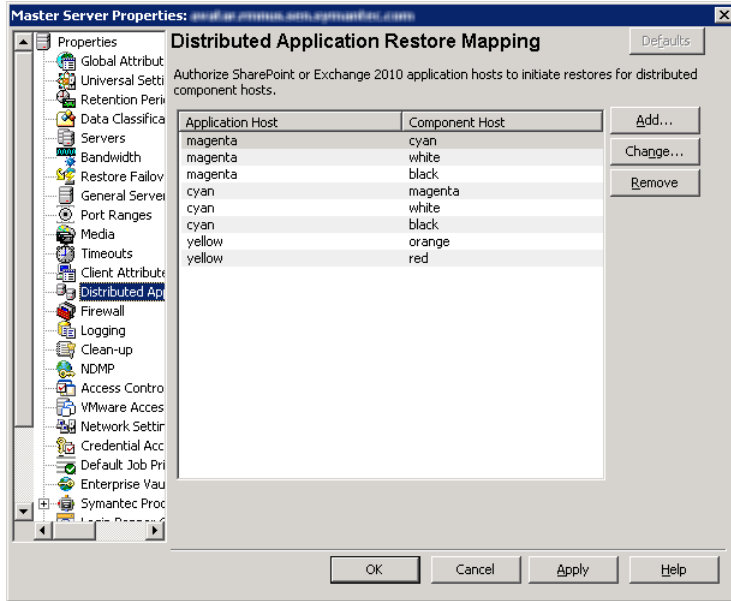 Master Server Properties:
Properties
Global Attribut
Universal Setti
Retention Perio
Data Classifica
Servers
Bandwidth
Restore Failov
General Server
Port Ranges
Media
Timeouts
Client Attribute
Distributed App
Firewall
Logging
Clean-up
NDMP
Access Contro
VMware Acces
Network Settin
Credential Acc
Default Job Pri
Enterprise Vau
Symantec Prod
Distributed Application Restore Mapping
Defaults
Authorize SharePoint or Exchange 2010 application hosts to initiate restores for distributed
component hosts.
Application Host Component Host
magenta cyan
magenta white
magenta black
cyan magenta
cyan white
cyan black
yellow orange
yellow red
Add...
Change...
Remove
OK Cancel Apply Help